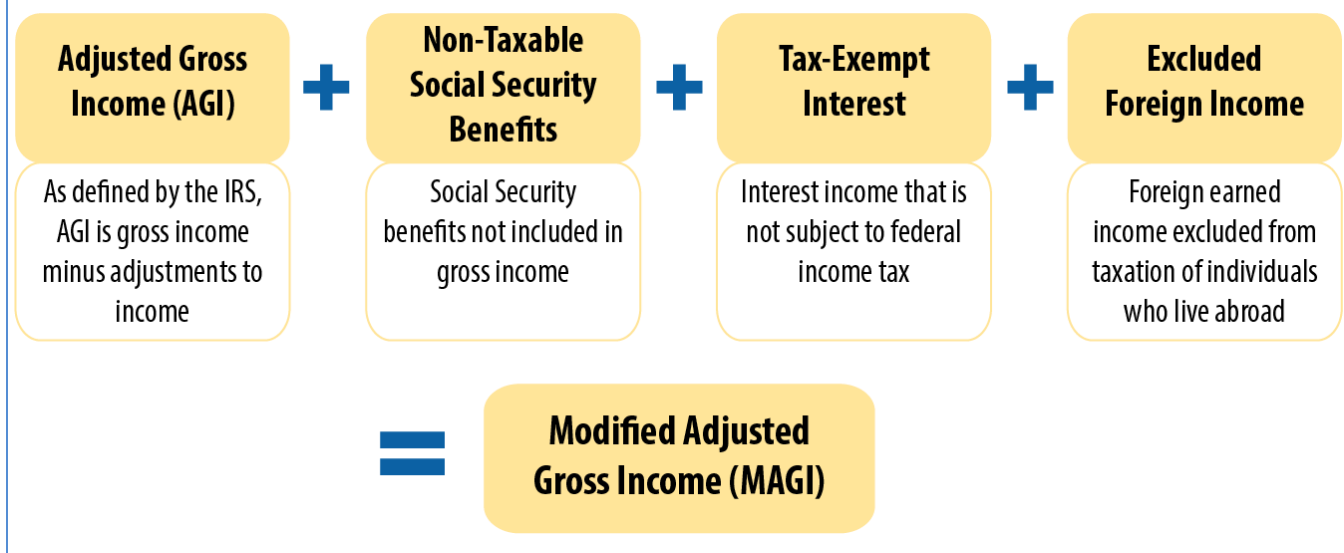 Adjusted Gross
Income (AGI)
+
Non-Taxable
Social Security
Benefits
+
Tax-Exempt
Interest
+
Excluded
Foreign Income
As defined by the IRS,
AGI is gross income
minus adjustments to
income
Social Security
benefits not included in
gross income
Interest income that is
not subject to federal
income tax
Foreign earned
income excluded from
taxation of individuals
who live abroad
=
Modified Adjusted
Gross Income (MAGI)